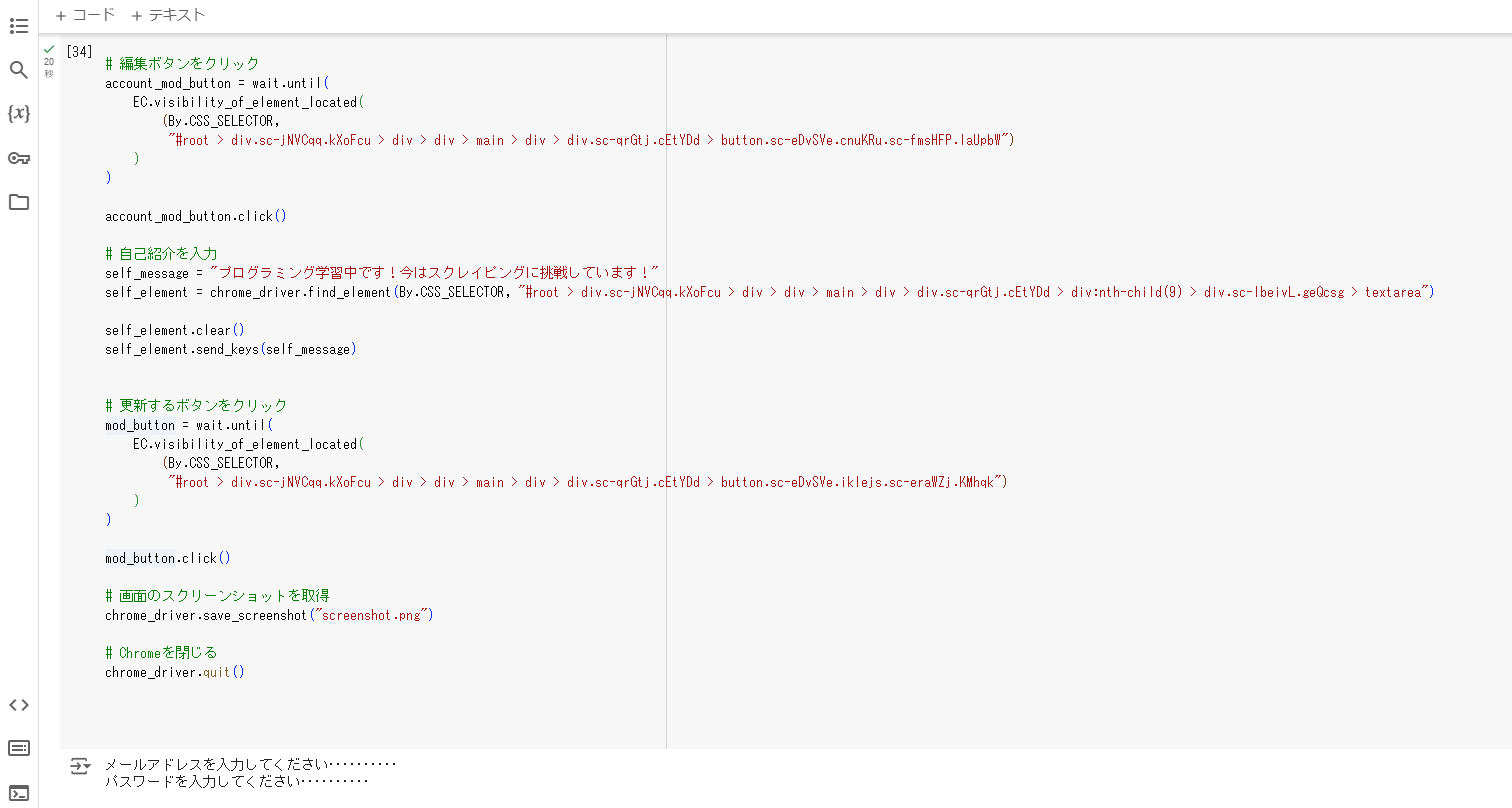 + コード + テキスト
[34]
20
秒
{x}
# 編集ボタンをクリック
account_mod_button = wait.until(
EC.visibility_of_element_located(
(By.CSS_SELECTOR,
"#root > div.sc-jNVCqq.kXoFcu > div > div > main > div > div.sc-qrGtj.cEtYDd > button.sc-eDvSVe.cnuKRu.sc-fmsHFP.laUpbW")
)
)
account_mod_button.click()
# 自己紹介を入力
self_message = "プログラミング学習中です！今はスクレイピングに挑戦しています！"
self_element = chrome_driver.find_element(By.CSS_SELECTOR, "#root > div.sc-jNVCqq.kXoFcu > div > div > main > div > div.sc-qrGtj.cEtYDd > div:nth-child(9) > div.sc-lbeivL.geQcsg > textarea")
self_element.clear()
self_element.send_keys(self_message)
# 更新するボタンをクリック
mod_button = wait.until(
EC.visibility_of_element_located(
(By.CSS_SELECTOR,
"#root > div.sc-jNVCqq.kXoFcu > div > div > main > div > div.sc-qrGtj.cEtYDd > button.sc-eDvSVe.iklejs.sc-eraWZj.KMhqk")
)
)
mod_button.click()
# 画面のスクリーンショットを取得
chrome_driver.save_screenshot("screenshot.png")
# Chromeを閉じる
chrome_driver.quit()
メールアドレスを入力してください··········
パスワードを入力してください··········